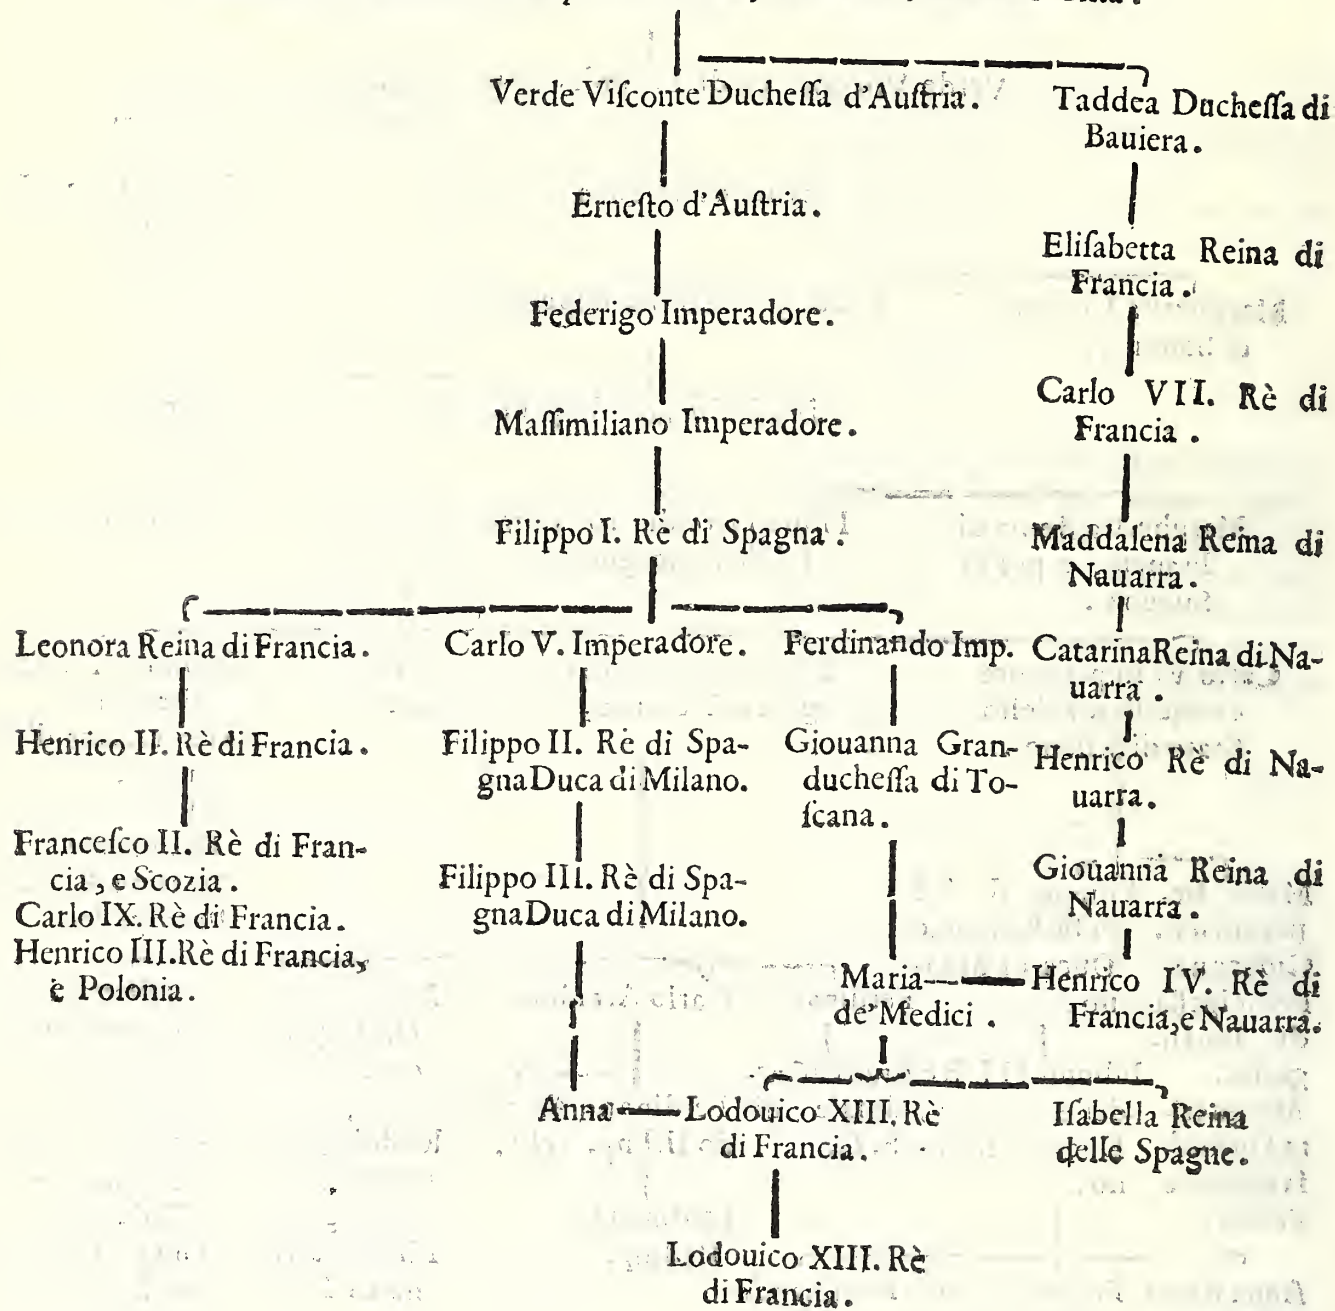 Verde Viſconte Ducheſſa d'Auſtria.
Taddea Ducheſſa di
Bauiera.
Erneſto d'Auſtria.
Eliſabetta Reina di
Francia.
Federigo Imperadore.
Maſſimiliano Imperadore.
Carlo VII. Rè di
Francia.
Filippo I. Rè di Spagna.
Maddalena Reina di
Nauarra.
Leonora Reina di Francia.
Carlo V. Imperadore.
Ferdinando Imp.
Catarina Reina di Na-
uarra.
Henrico II. Rè di Francia.
Filippo II. Rè di Spa-
gna Duca di Milano.
Giouanna Gran-
ducheſſa di To-
ſcana.
Henrico Rè di Na-
uarra.
Franceſco II. Rè di Fran-
cia, e Scozia.
Carlo IX. Rè di Francia.
Henrico III. Rè di Francia,
e Polonia.
Filippo III. Rè di Spa-
gna Duca di Milano.
Giouanna Reina di
Nauarra.
Maria
de' Medici.
Henrico IV. Rè di
Francia, e Nauarra.
Anna
Lodouico XIII. Rè
di Francia.
Iſabella Reina
delle Spagne.
Lodouico XIII. Rè
di Francia.